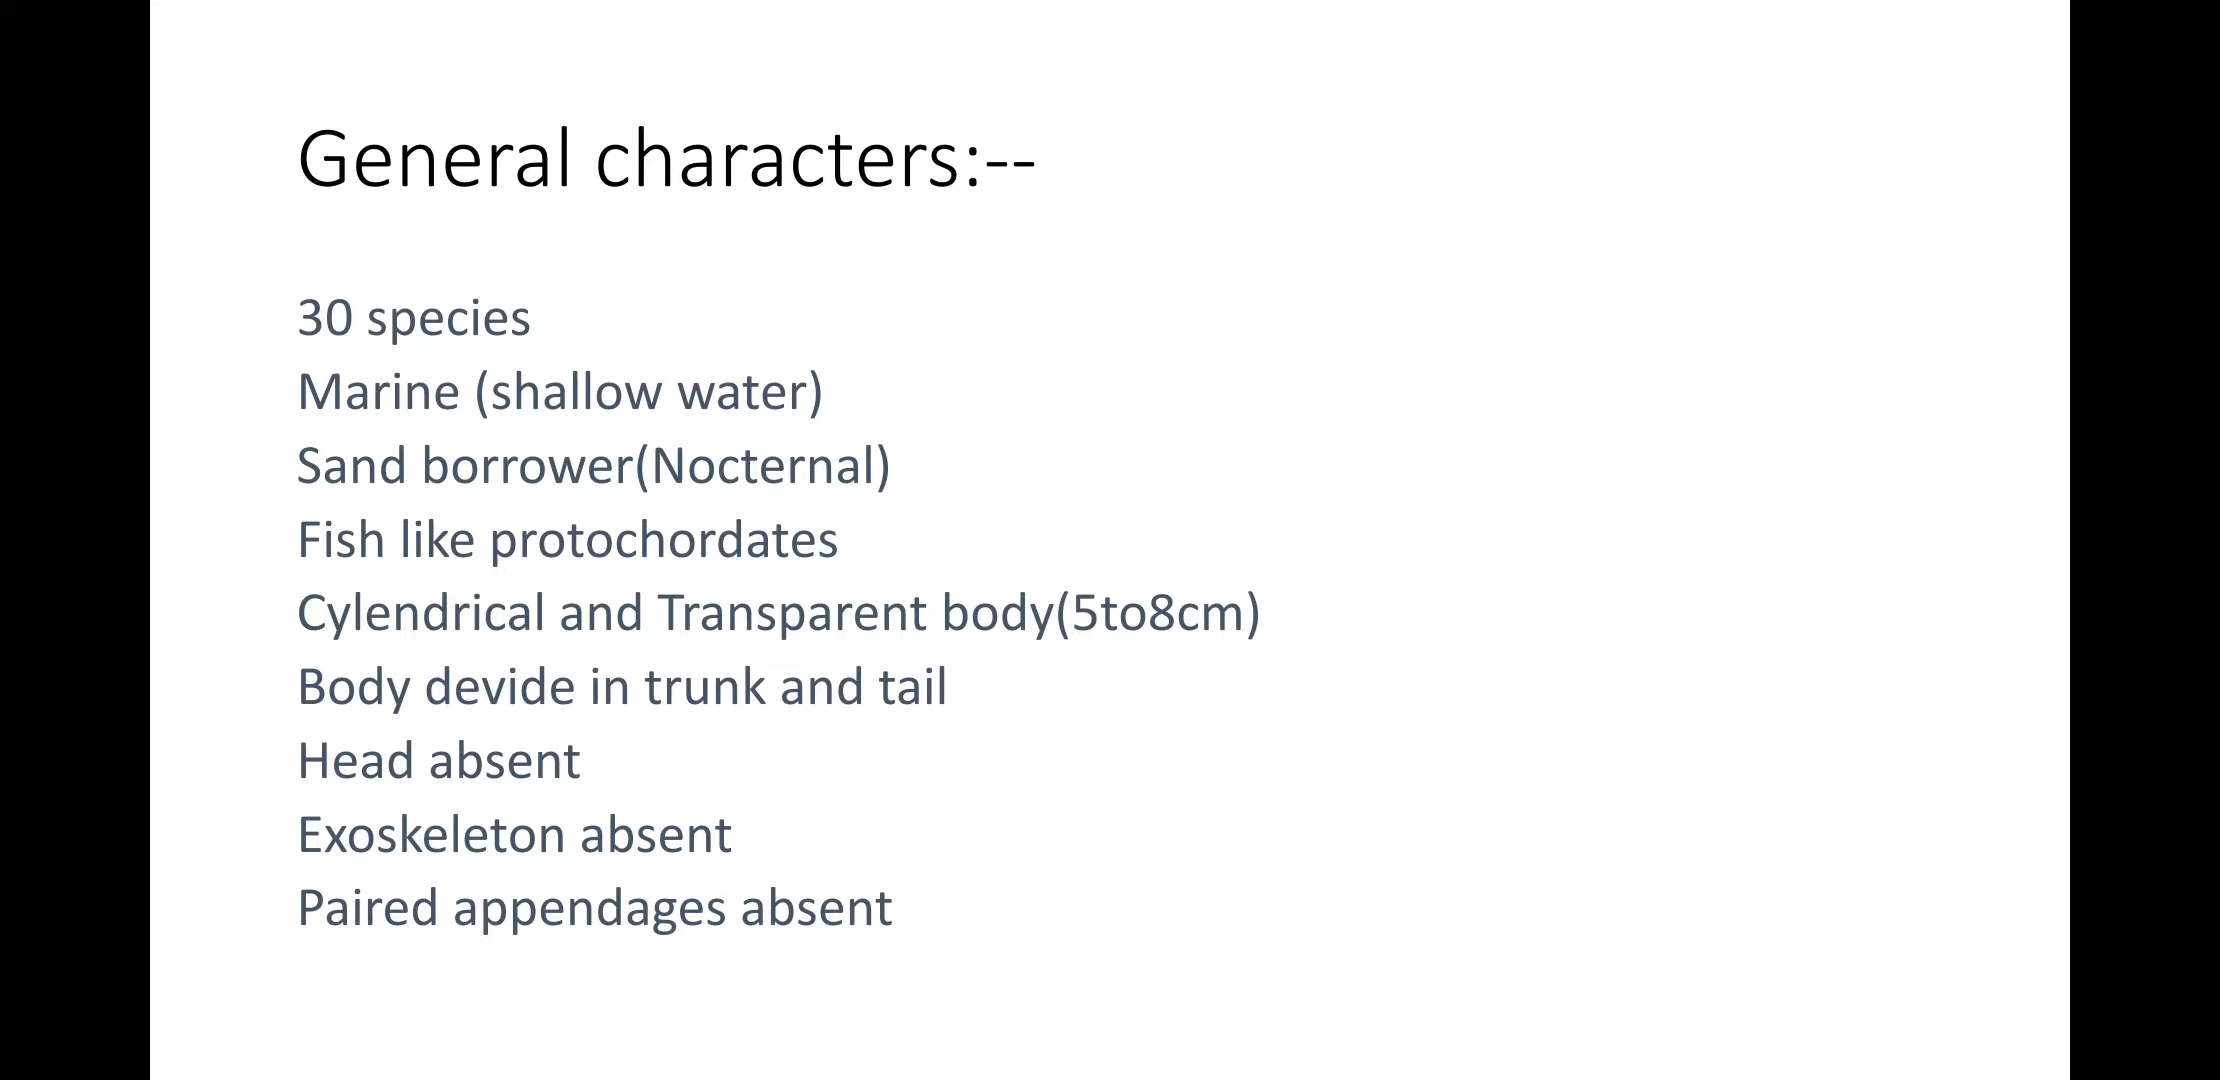 General characters:--
30 species
Marine (shallow water)
Sand borrower(Nocternal)
Fish like protochordates
Cylendrical and Transparent body(5to8cm)
Body devide in trunk and tail
Head absent
Exoskeleton absent
Paired appendages absent